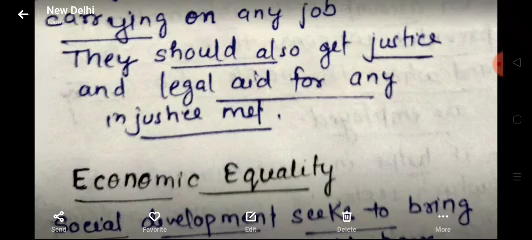 New Delhi
carrying on any job
They should also get justice
and legal aid for any
injustice met.
Economic Equality
Social development seeks to bring
Send Favorite Edit Delete More